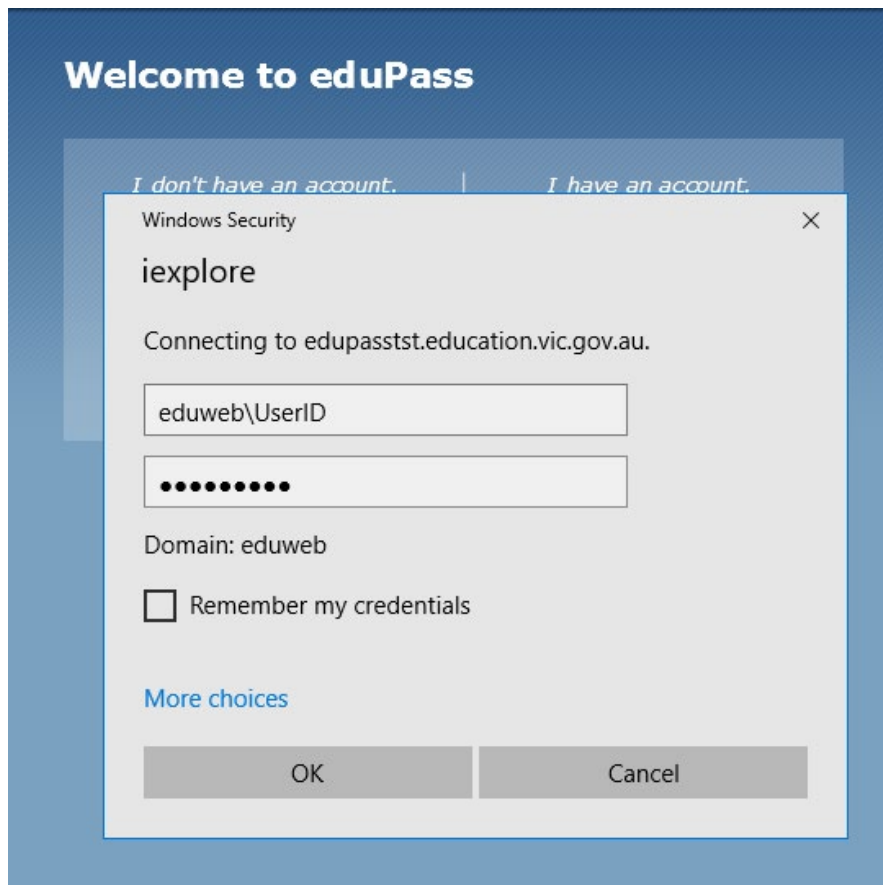 Welcome to eduPass
I don't have an account. I have an account.
Windows Security
iexplore
Connecting to edupasstst.education.vic.gov.au.
eduweb\UserID
●●●●●●●●●
Domain: eduweb
Remember my credentials
More choices
OK Cancel